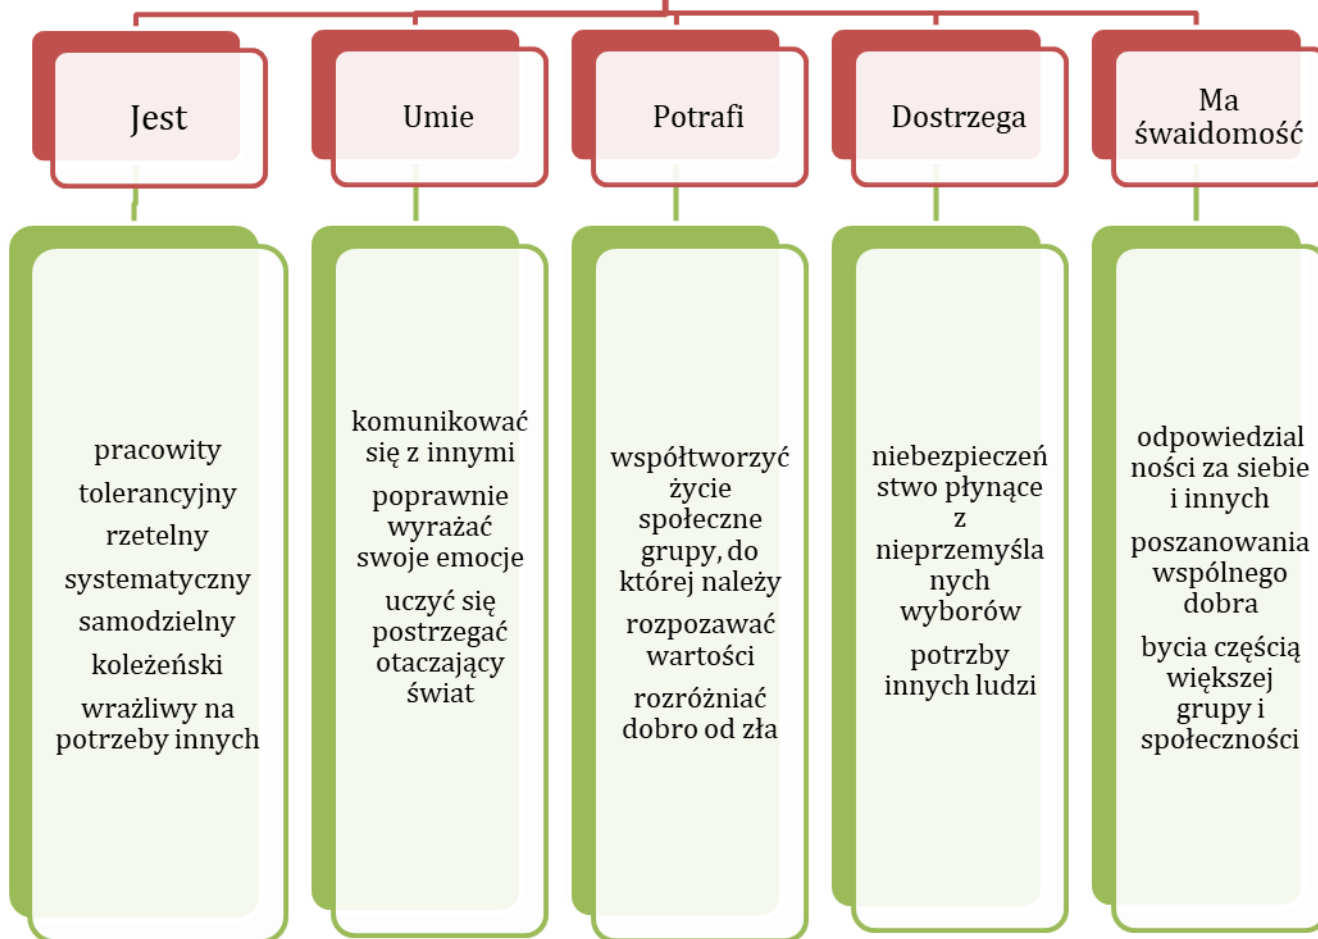 Jest
Umie
Potrafi
Dostrzega
Ma
śwaidomość
pracowity
tolerancyjny
rzetelny
systematyczny
samodzielny
koleżeński
wrażliwy na
potrzeby innych
komunikować
się z innymi
poprawnie
wyrażać
swoje emocje
uczyć się
postrzegać
otaczający
świat
współtworzyć
życie
społeczne
grupy, do
której należy
rozpozawać
wartości
rozróżniać
dobro od zła
niebezpieczeń
stwo płynące
z
nieprzemyśla
nych
wyborów
potrzby
innych ludzi
odpowiedzial
ności za siebie
i innych
poszanowania
wspólnego
dobra
bycia częścią
większej
grupy i
społeczności